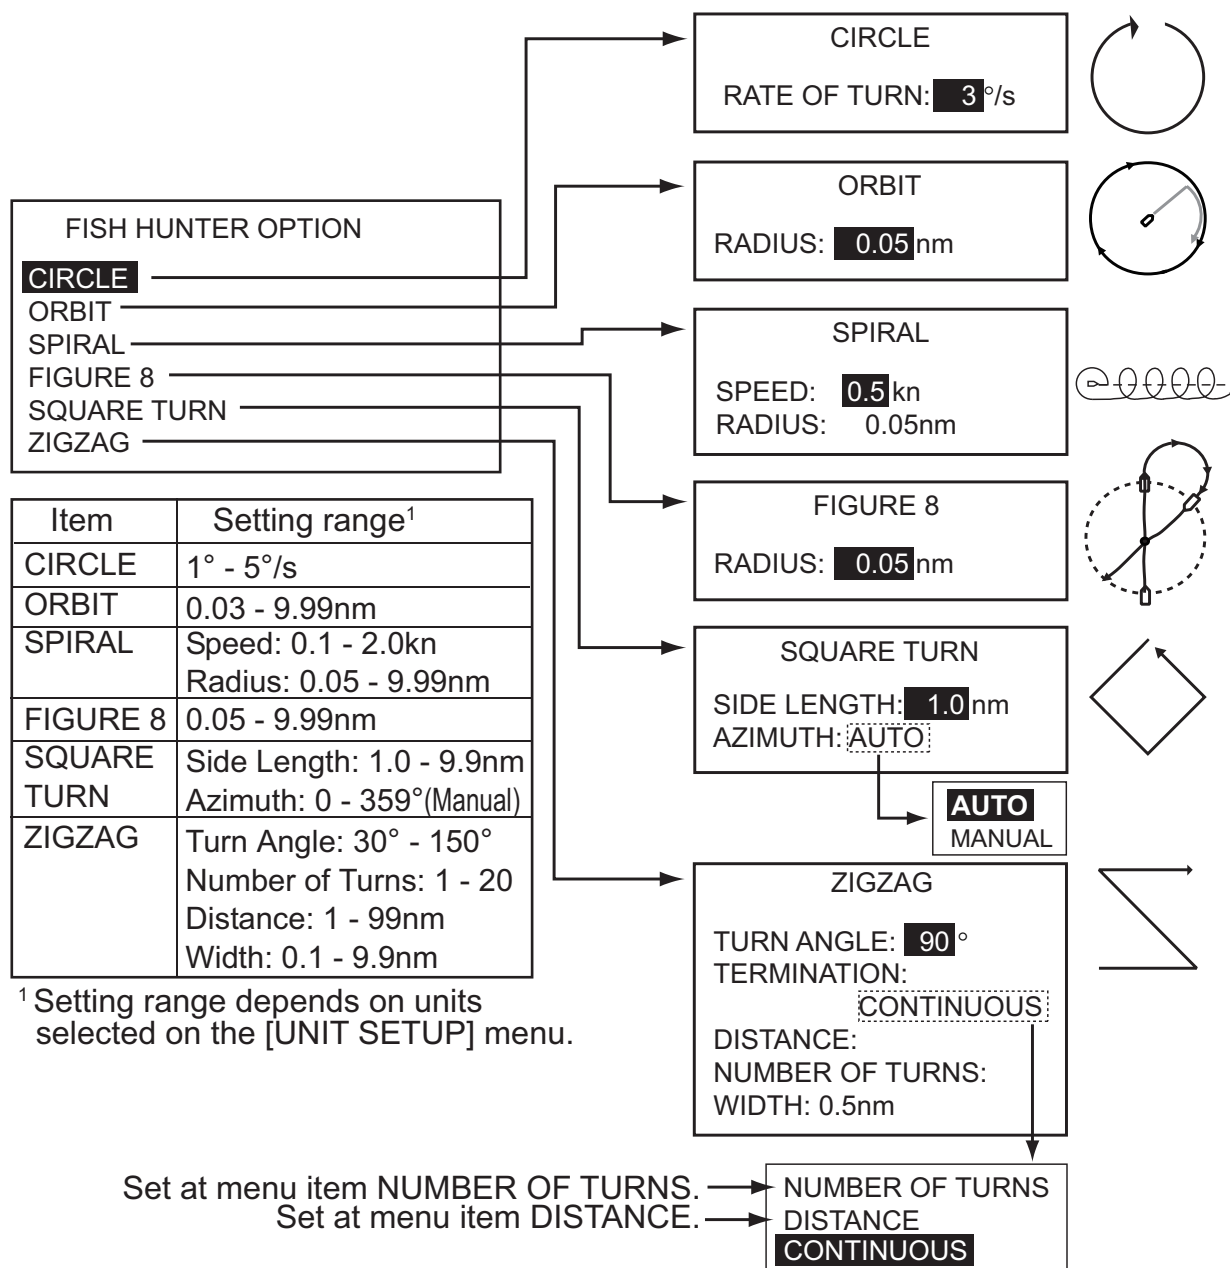 CIRCLE
RATE OF TURN: 3 °/s
ORBIT
RADIUS: 0.05 nm
SPIRAL
SPEED: 0.5 kn
RADIUS: 0.05nm
FIGURE 8
RADIUS: 0.05 nm
SQUARE TURN
SIDE LENGTH: 1.0 nm
AZIMUTH: AUTO
AUTO
MANUAL
ZIGZAG
TURN ANGLE: 90 °
TERMINATION:
CONTINUOUS
DISTANCE:
NUMBER OF TURNS:
WIDTH: 0.5nm
NUMBER OF TURNS
DISTANCE
CONTINUOUS
FISH HUNTER OPTION
CIRCLE
ORBIT
SPIRAL
FIGURE 8
SQUARE TURN
ZIGZAG
Item Setting range¹
CIRCLE 1° - 5°/s
ORBIT 0.03 - 9.99nm
SPIRAL Speed: 0.1 - 2.0kn
Radius: 0.05 - 9.99nm
FIGURE 8 0.05 - 9.99nm
SQUARE Side Length: 1.0 - 9.9nm
TURN Azimuth: 0 - 359°(Manual)
ZIGZAG Turn Angle: 30° - 150°
Number of Turns: 1 - 20
Distance: 1 - 99nm
Width: 0.1 - 9.9nm
¹ Setting range depends on units
selected on the [UNIT SETUP] menu.
Set at menu item NUMBER OF TURNS.
Set at menu item DISTANCE.